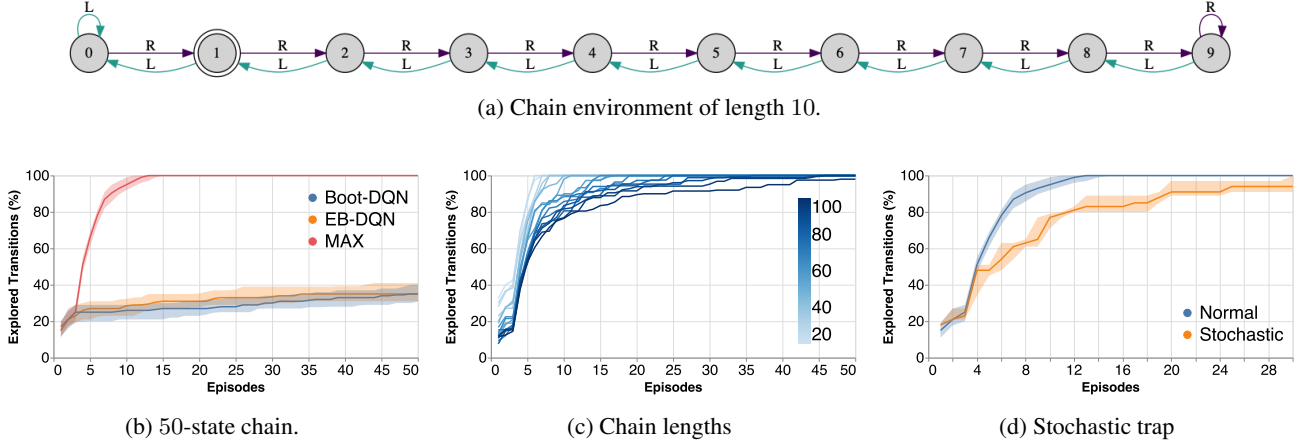 L
R R R R R R R R R R
0 1 2 3 4 5 6 7 8 9
L L L L L L L L L
(a) Chain environment of length 10.
Explored Transitions (%)
100
80
60
40
20
0
Boot-DQN
EB-DQN
MAX
0 5 10 15 20 25 30 35 40 45 50
Episodes
(b) 50-state chain.
Explored Transitions (%)
100
80
60
40
20
0
100
80
60
40
20
0 5 10 15 20 25 30 35 40 45 50
Episodes
(c) Chain lengths
Explored Transitions (%)
100
80
60
40
20
0
Normal
Stochastic
0 4 8 12 16 20 24 28
Episodes
(d) Stochastic trap